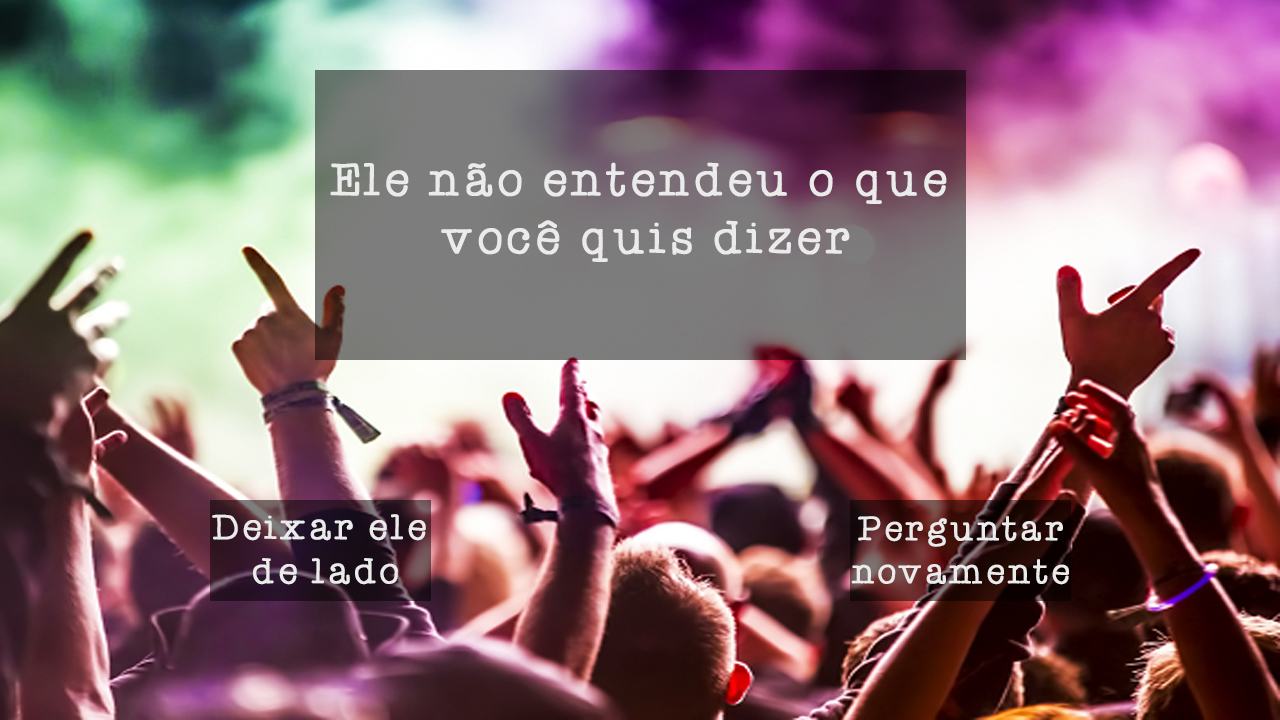 Ele não entendeu o que
você quis dizer
Deixar ele
de lado
Perguntar
novamente